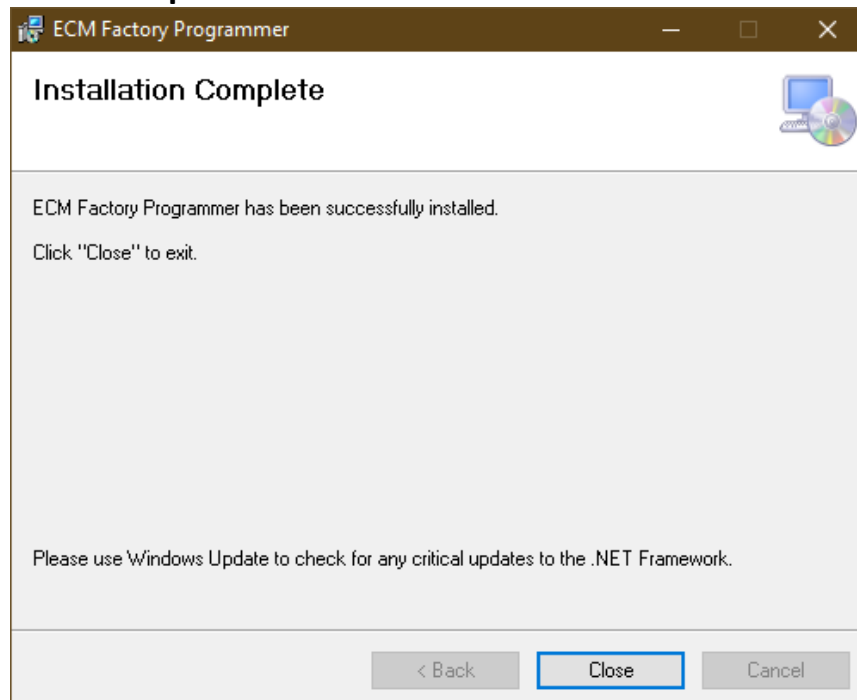 ECM Factory Programmer
Installation Complete
ECM Factory Programmer has been successfully installed.
Click "Close" to exit.
Please use Windows Update to check for any critical updates to the .NET Framework.
< Back Close Cancel